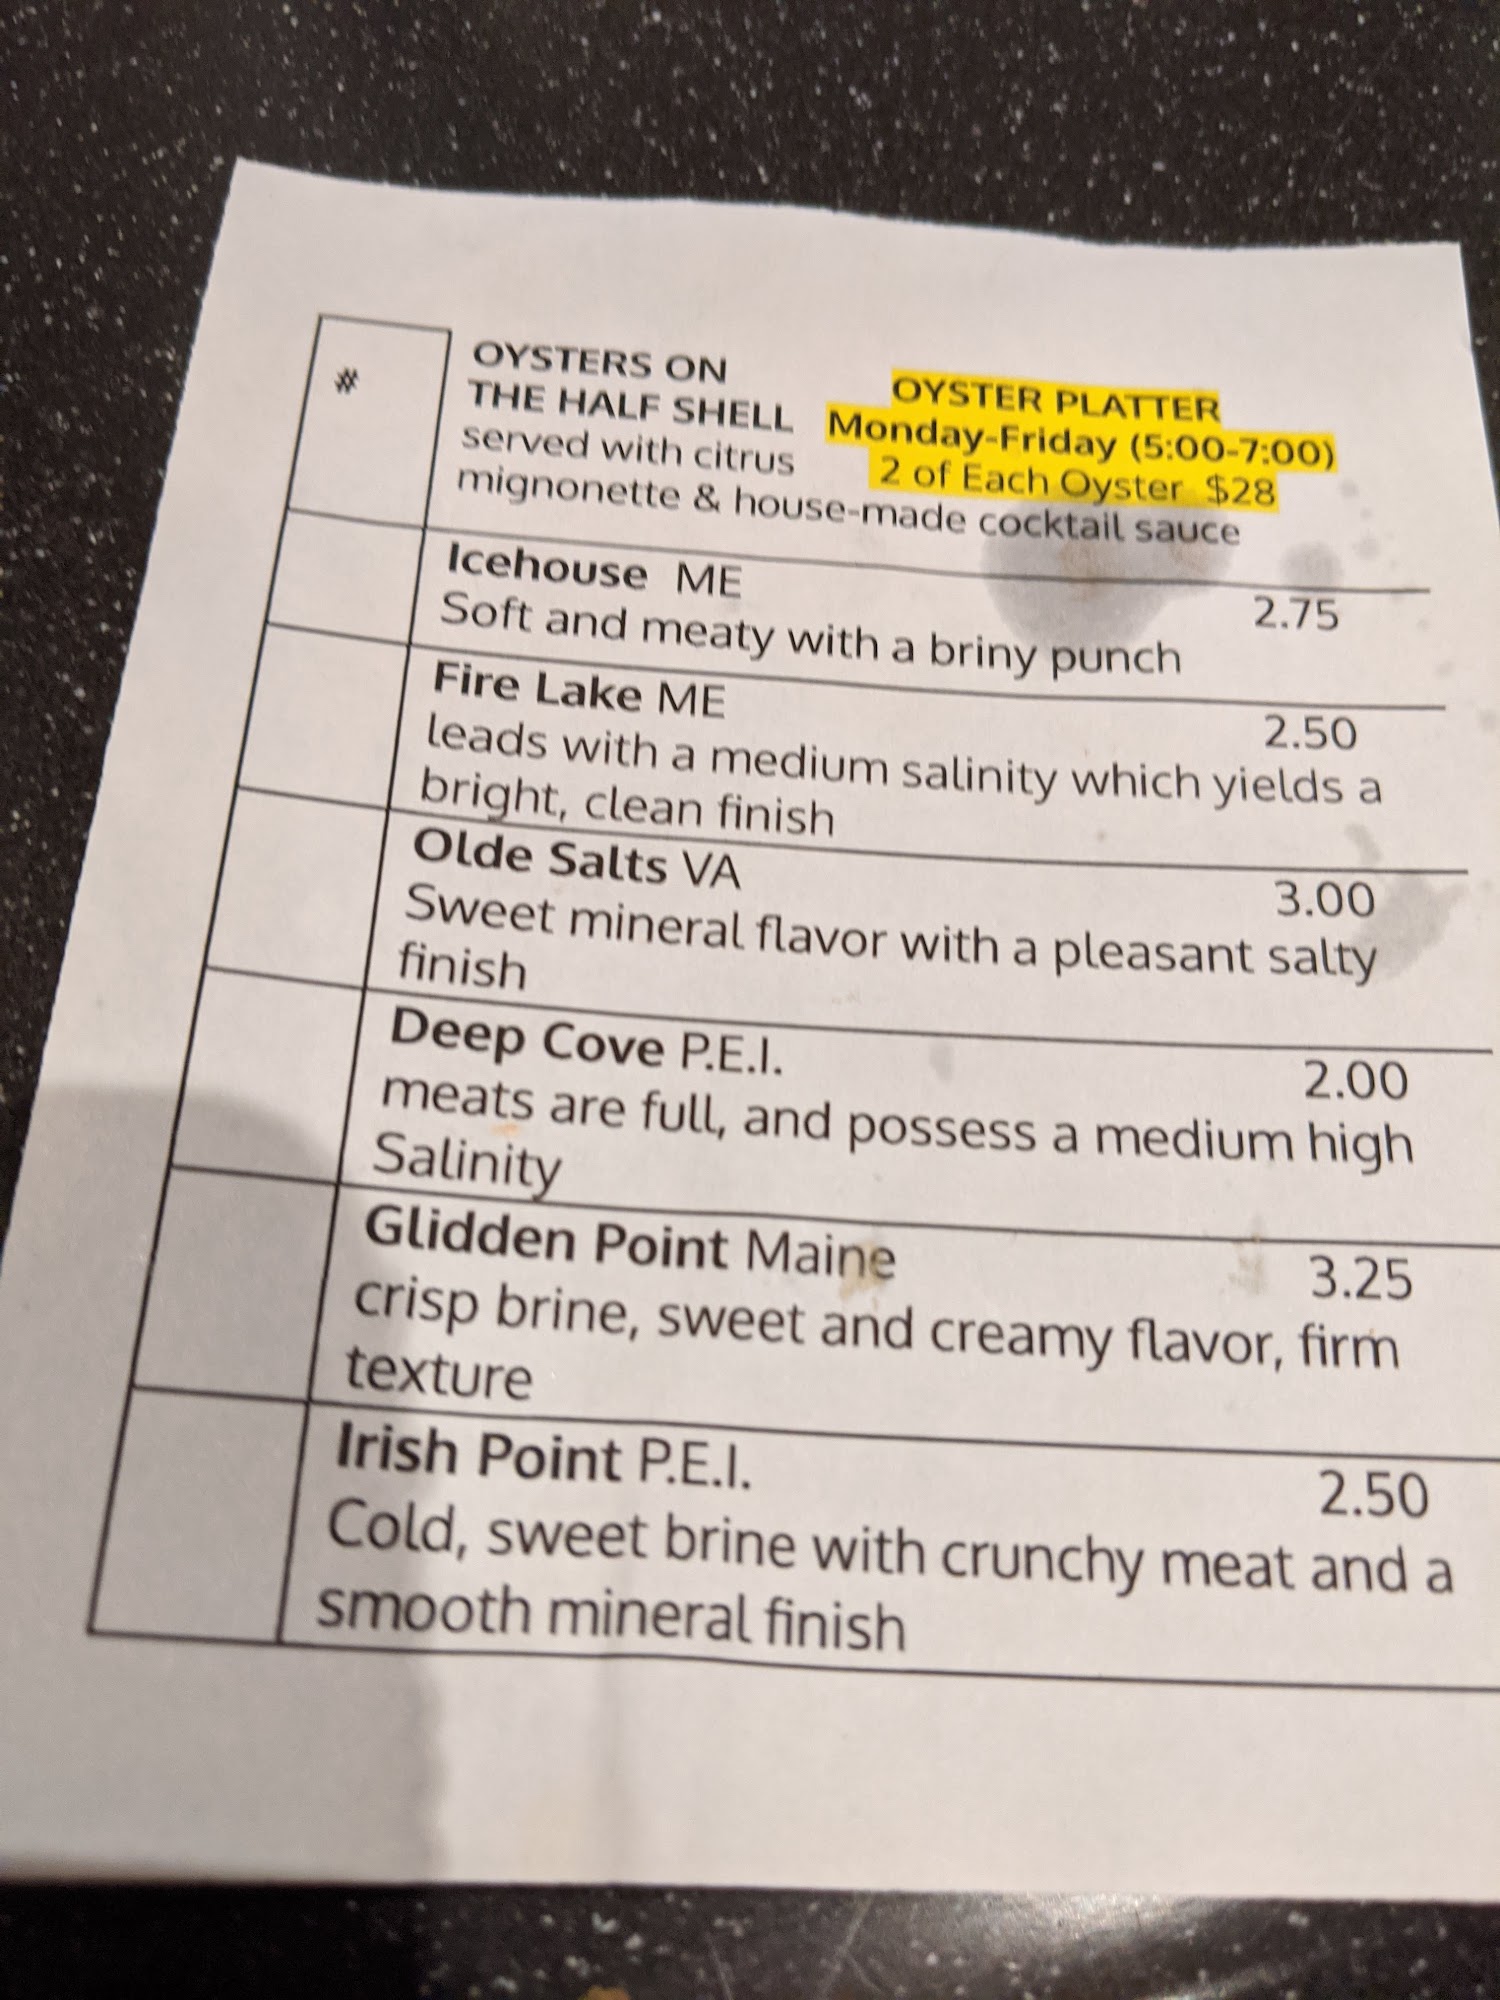 #
OYSTERS ON
THE HALF SHELL
served with citrus
mignonette & house-made cocktail sauce
OYSTER PLATTER
Monday-Friday (5:00-7:00)
2 of Each Oyster $28
Icehouse ME 2.75
Soft and meaty with a briny punch
Fire Lake ME 2.50
leads with a medium salinity which yields a
bright, clean finish
Olde Salts VA 3.00
Sweet mineral flavor with a pleasant salty
finish
Deep Cove P.E.I. 2.00
meats are full, and possess a medium high
Salinity
Glidden Point Maine 3.25
crisp brine, sweet and creamy flavor, firm
texture
Irish Point P.E.I. 2.50
Cold, sweet brine with crunchy meat and a
smooth mineral finish